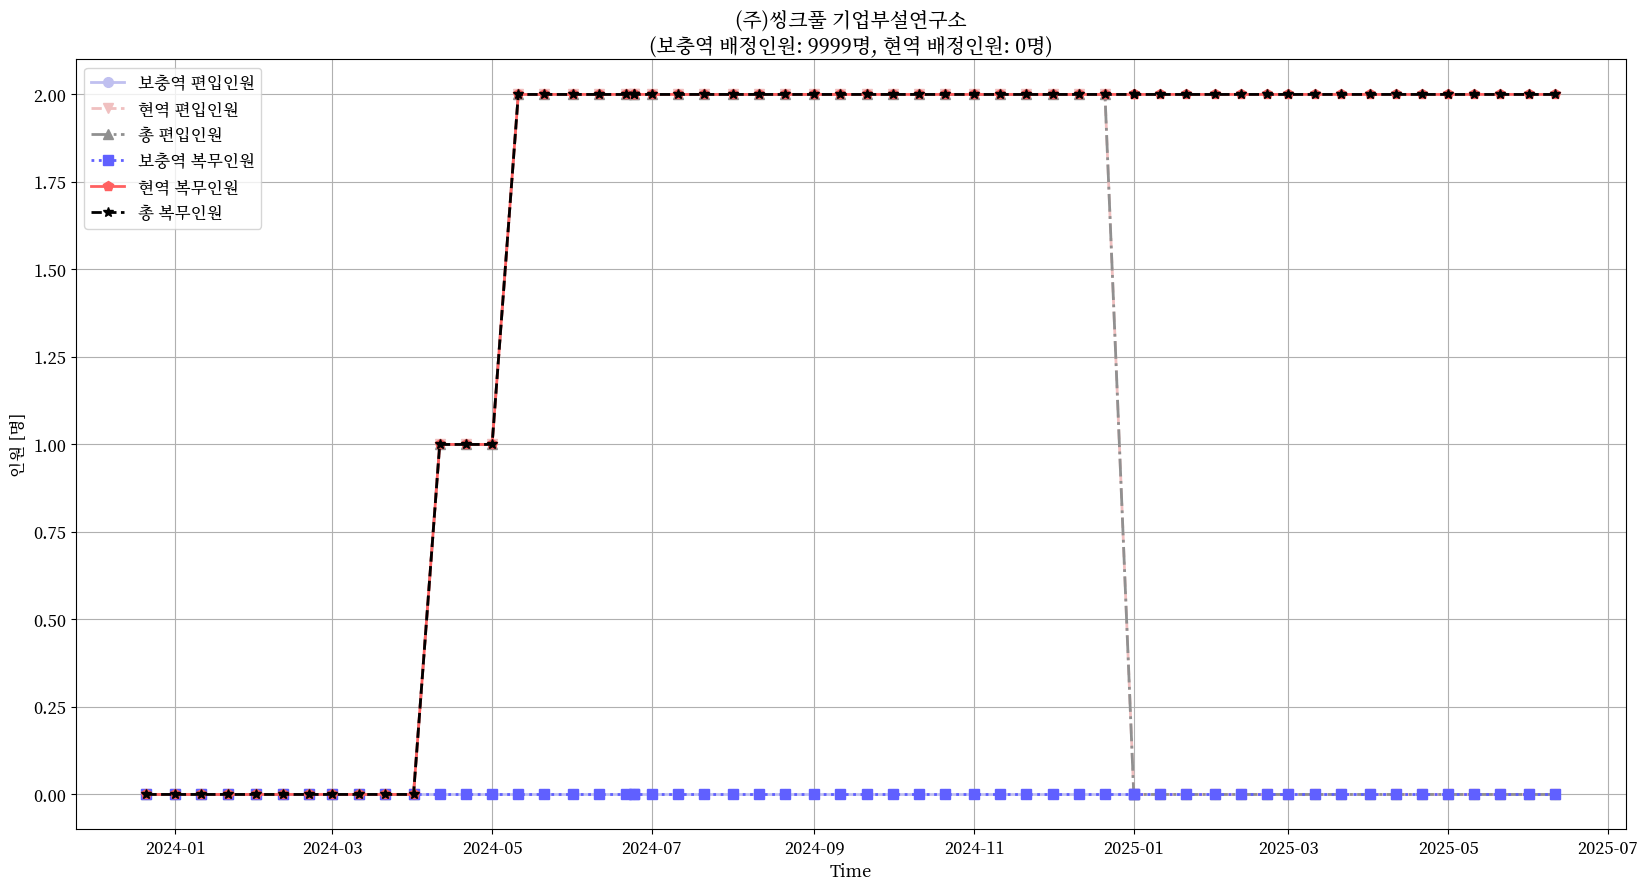 (주)씽크풀 기업부설연구소
(보충역 배정인원: 9999명, 현역 배정인원: 0명)
보충역 편입인원
현역 편입인원
총 편입인원
보충역 복무인원
현역 복무인원
총 복무인원
2.00
1.75
1.50
1.25
1.00
0.75
0.50
0.25
0.00
인원 [명]
2024-01
2024-03
2024-05
2024-07
2024-09
2024-11
2025-01
2025-03
2025-05
2025-07
Time